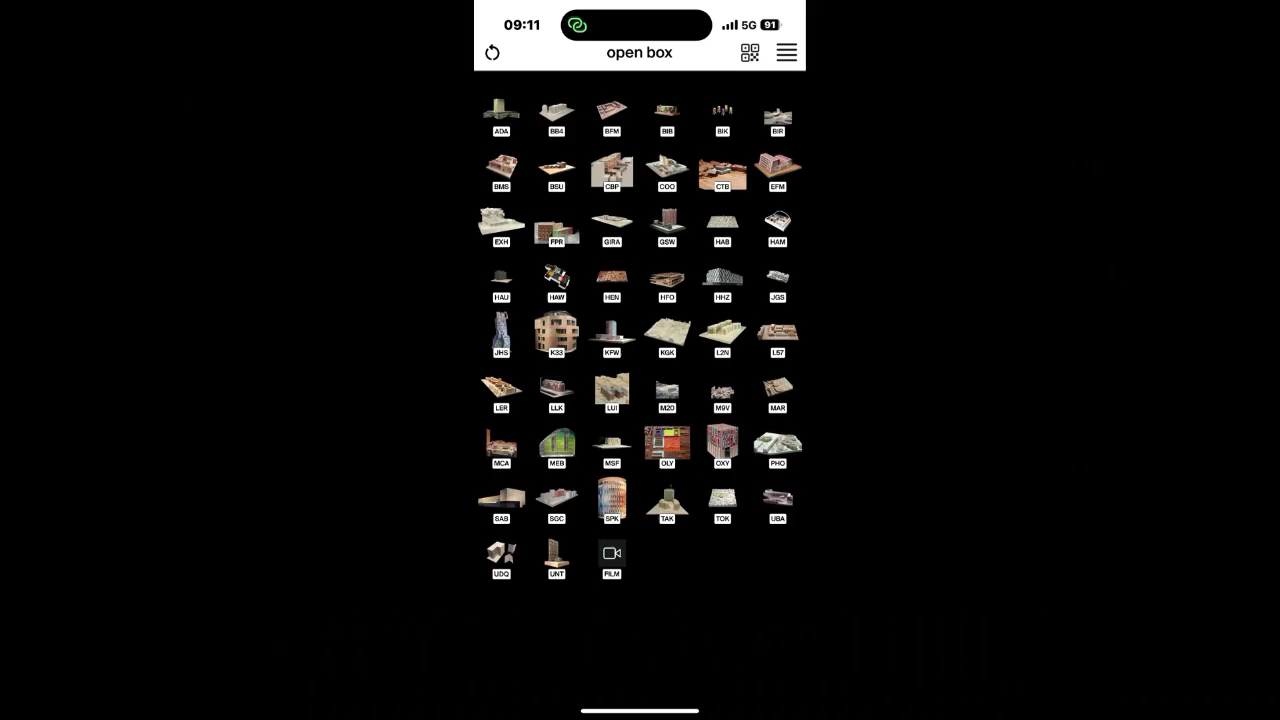 09:11 5G 91
open box
ADA BB4 BFM BIB BIK BIR
BMS BSU CBP COO CTB EFM
EXH FPR GIRA GSW HAB HAM
HAU HAW HEN HFO HHZ JGS
JHS K33 KFW KGK L2N L57
LER LLK LUI M20 M9V MAR
MCA MEB MSF OLY OXY PHO
SAB SGC SPK TAK TOK UBA
UDQ UNT FILM